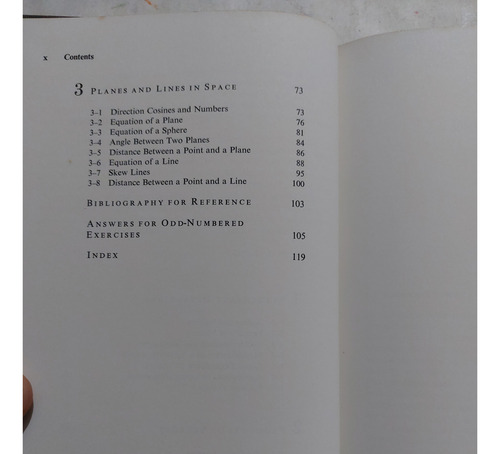 x Contents
3 PLANES AND LINES IN SPACE 73
3–1 Direction Cosines and Numbers 73
3–2 Equation of a Plane 76
3–3 Equation of a Sphere 81
3–4 Angle Between Two Planes 84
3–5 Distance Between a Point and a Plane 86
3–6 Equation of a Line 88
3–7 Skew Lines 95
3–8 Distance Between a Point and a Line 100
BIBLIOGRAPHY FOR REFERENCE 103
ANSWERS FOR ODD-NUMBERED
EXERCISES 105
INDEX 119